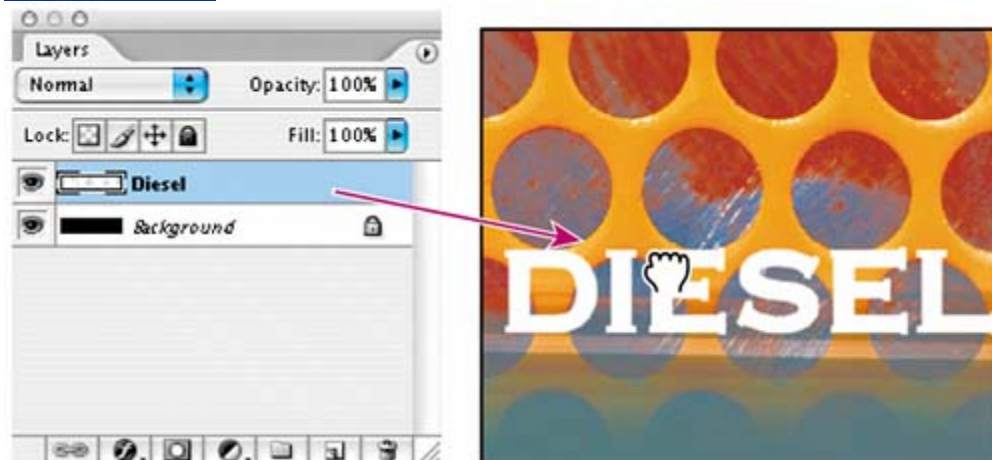 Layers
Normal Opacity: 100%
Lock: Fill: 100%
Diesel
Background
DIESEL